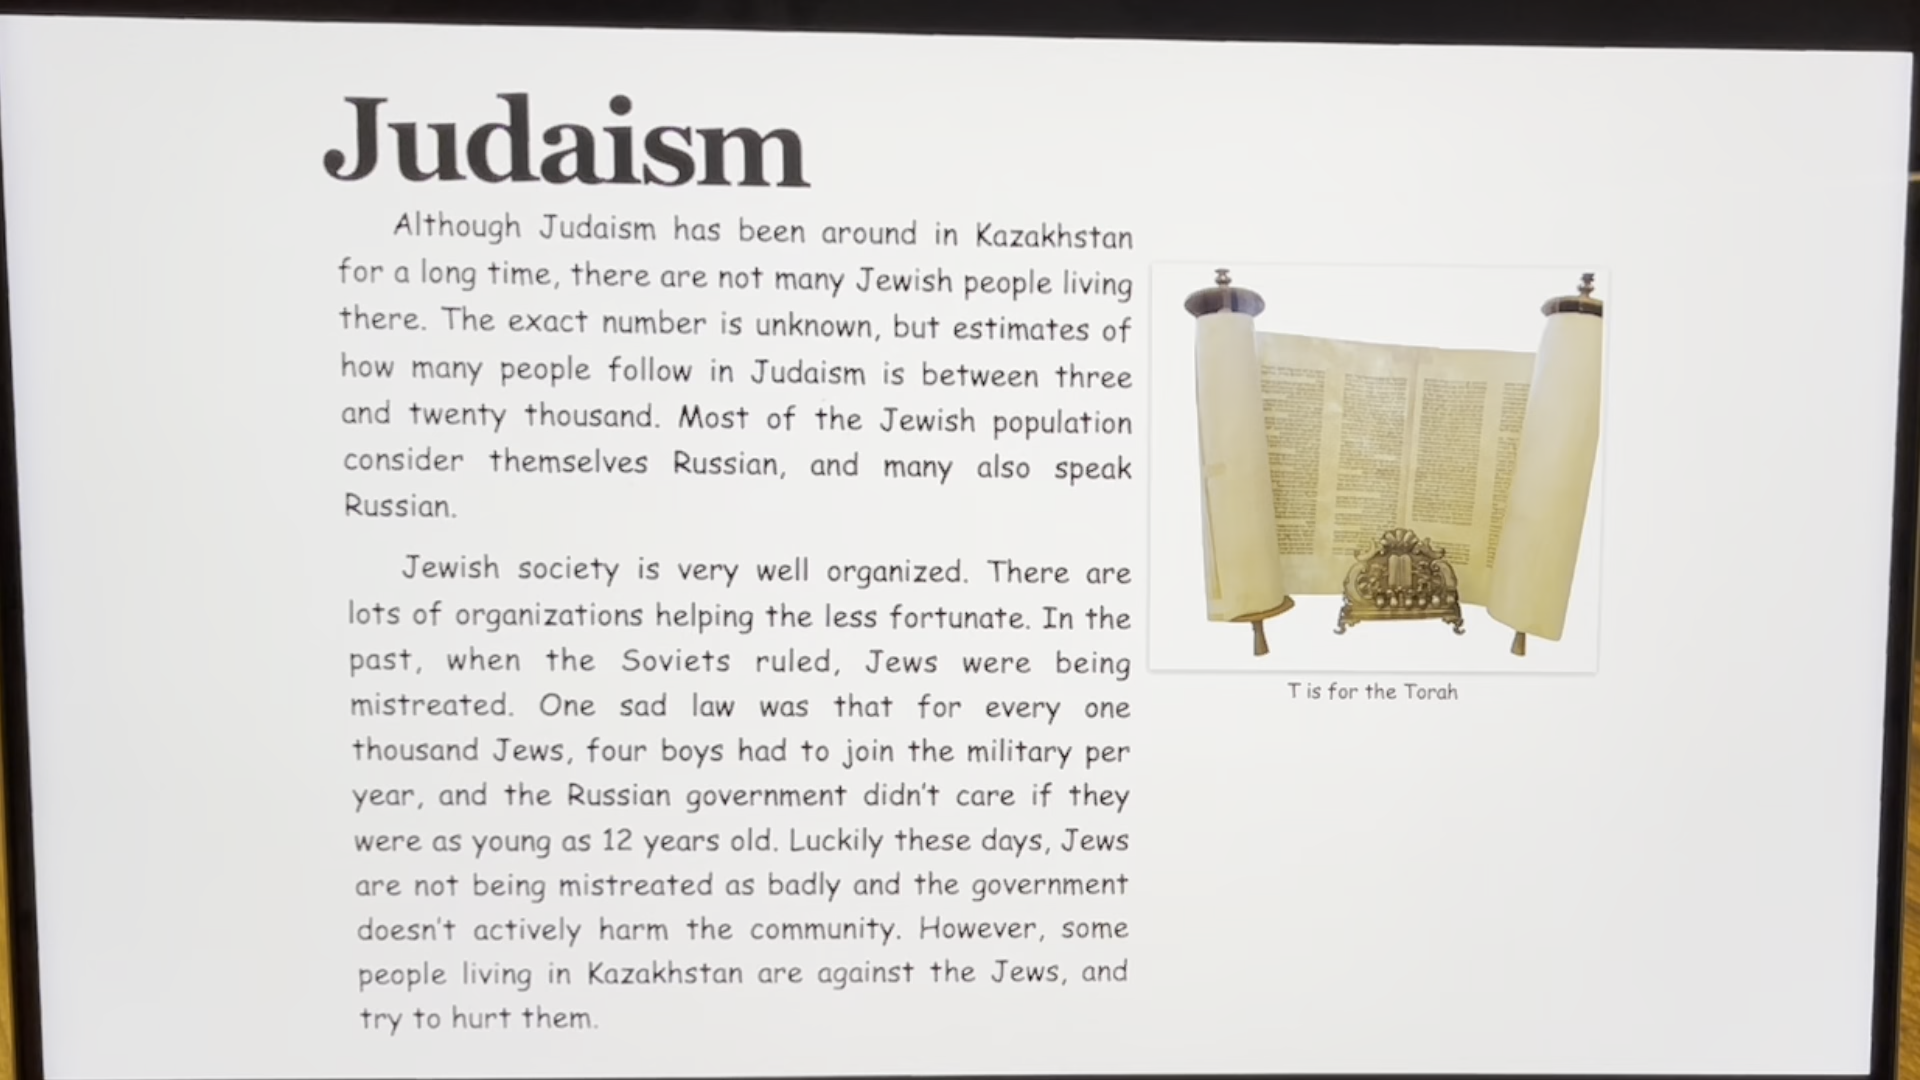 Judaism
Although Judaism has been around in Kazakhstan
for a long time, there are not many Jewish people living
there. The exact number is unknown, but estimates of
how many people follow in Judaism is between three
and twenty thousand. Most of the Jewish population
consider themselves Russian, and many also speak
Russian.
Jewish society is very well organized. There are
lots of organizations helping the less fortunate. In the
past, when the Soviets ruled, Jews were being
mistreated. One sad law was that for every one
thousand Jews, four boys had to join the military per
year, and the Russian government didn't care if they
were as young as 12 years old. Luckily these days, Jews
are not being mistreated as badly and the government
doesn't actively harm the community. However, some
people living in Kazakhstan are against the Jews, and
try to hurt them.
T is for the Torah